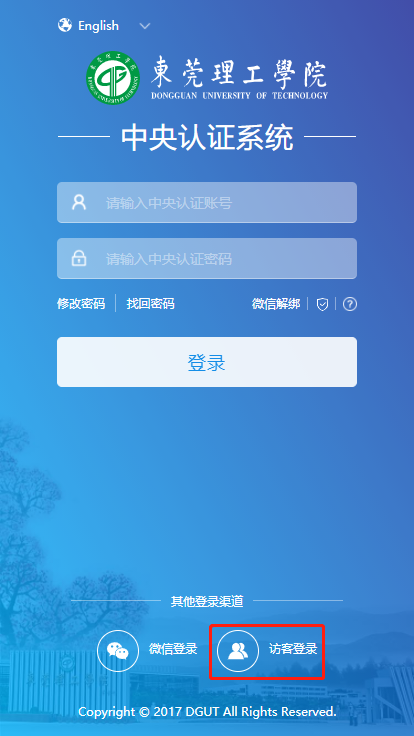 English
東莞理工學院
DONGGUAN UNIVERSITY OF TECHNOLOGY
中央认证系统
请输入中央认证账号
请输入中央认证密码
修改密码 找回密码 微信解绑
登录
其他登录渠道
微信登录 访客登录
Copyright © 2017 DGUT All Rights Reserved.